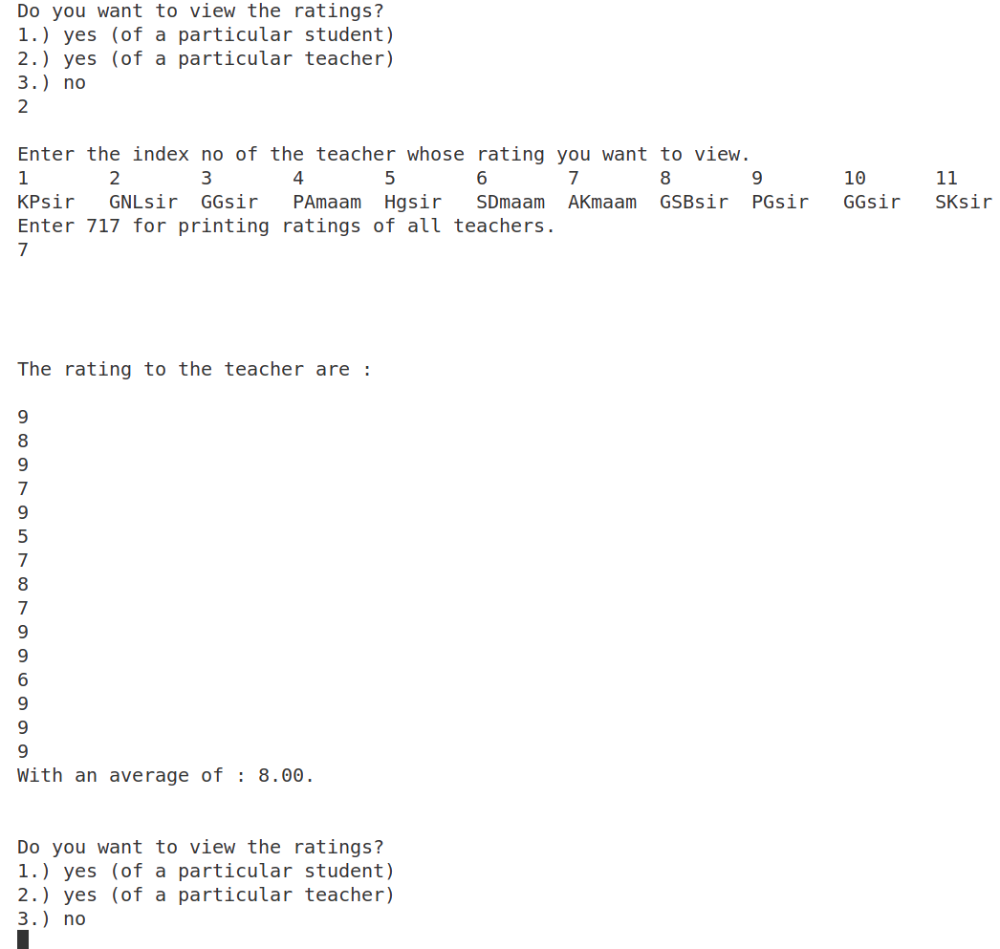 Do you want to view the ratings?
1.) yes (of a particular student)
2.) yes (of a particular teacher)
3.) no
2
Enter the index no of the teacher whose rating you want to view.
1 2 3 4 5 6 7 8 9 10 11
KPsir GNLsir GGsir PAmaam Hgsir SDmaam AKmaam GSBsir PGsir GGsir SKsir
Enter 717 for printing ratings of all teachers.
7
The rating to the teacher are :
9
8
9
7
9
5
7
8
7
9
9
6
9
9
9
With an average of : 8.00.
Do you want to view the ratings?
1.) yes (of a particular student)
2.) yes (of a particular teacher)
3.) no